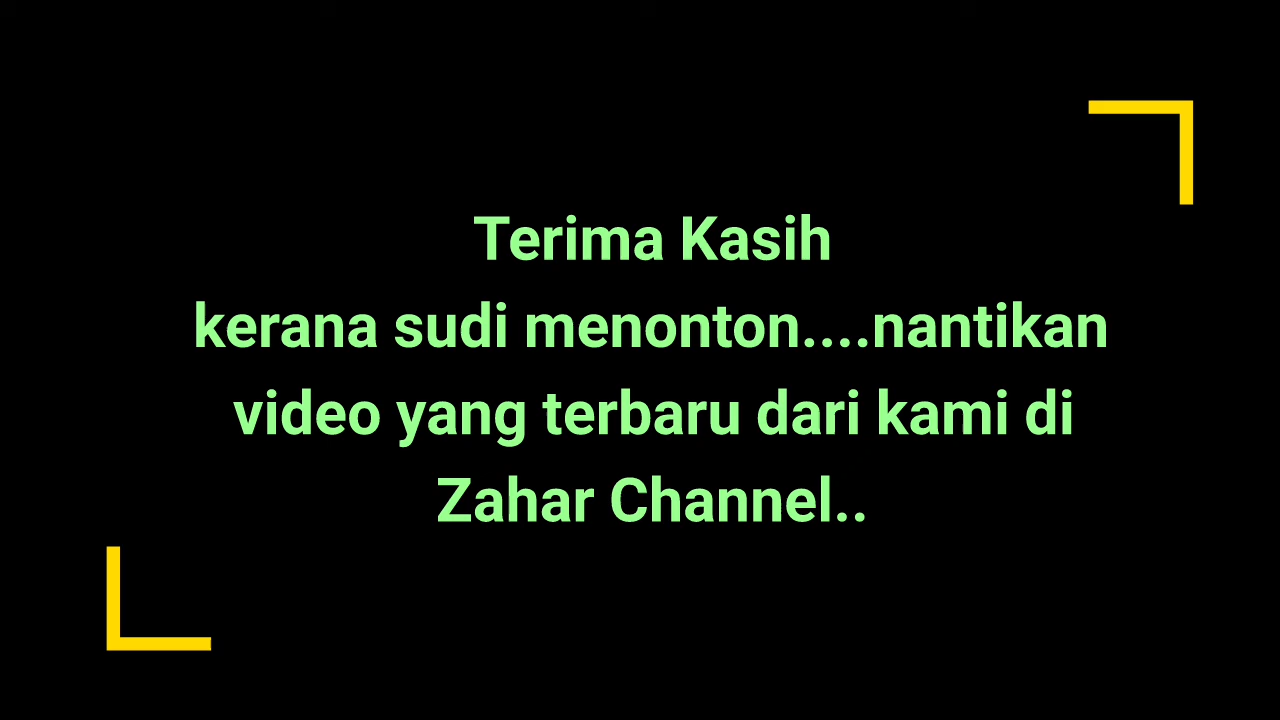 Terima Kasih
kerana sudi menonton....nantikan
video yang terbaru dari kami di
Zahar Channel..